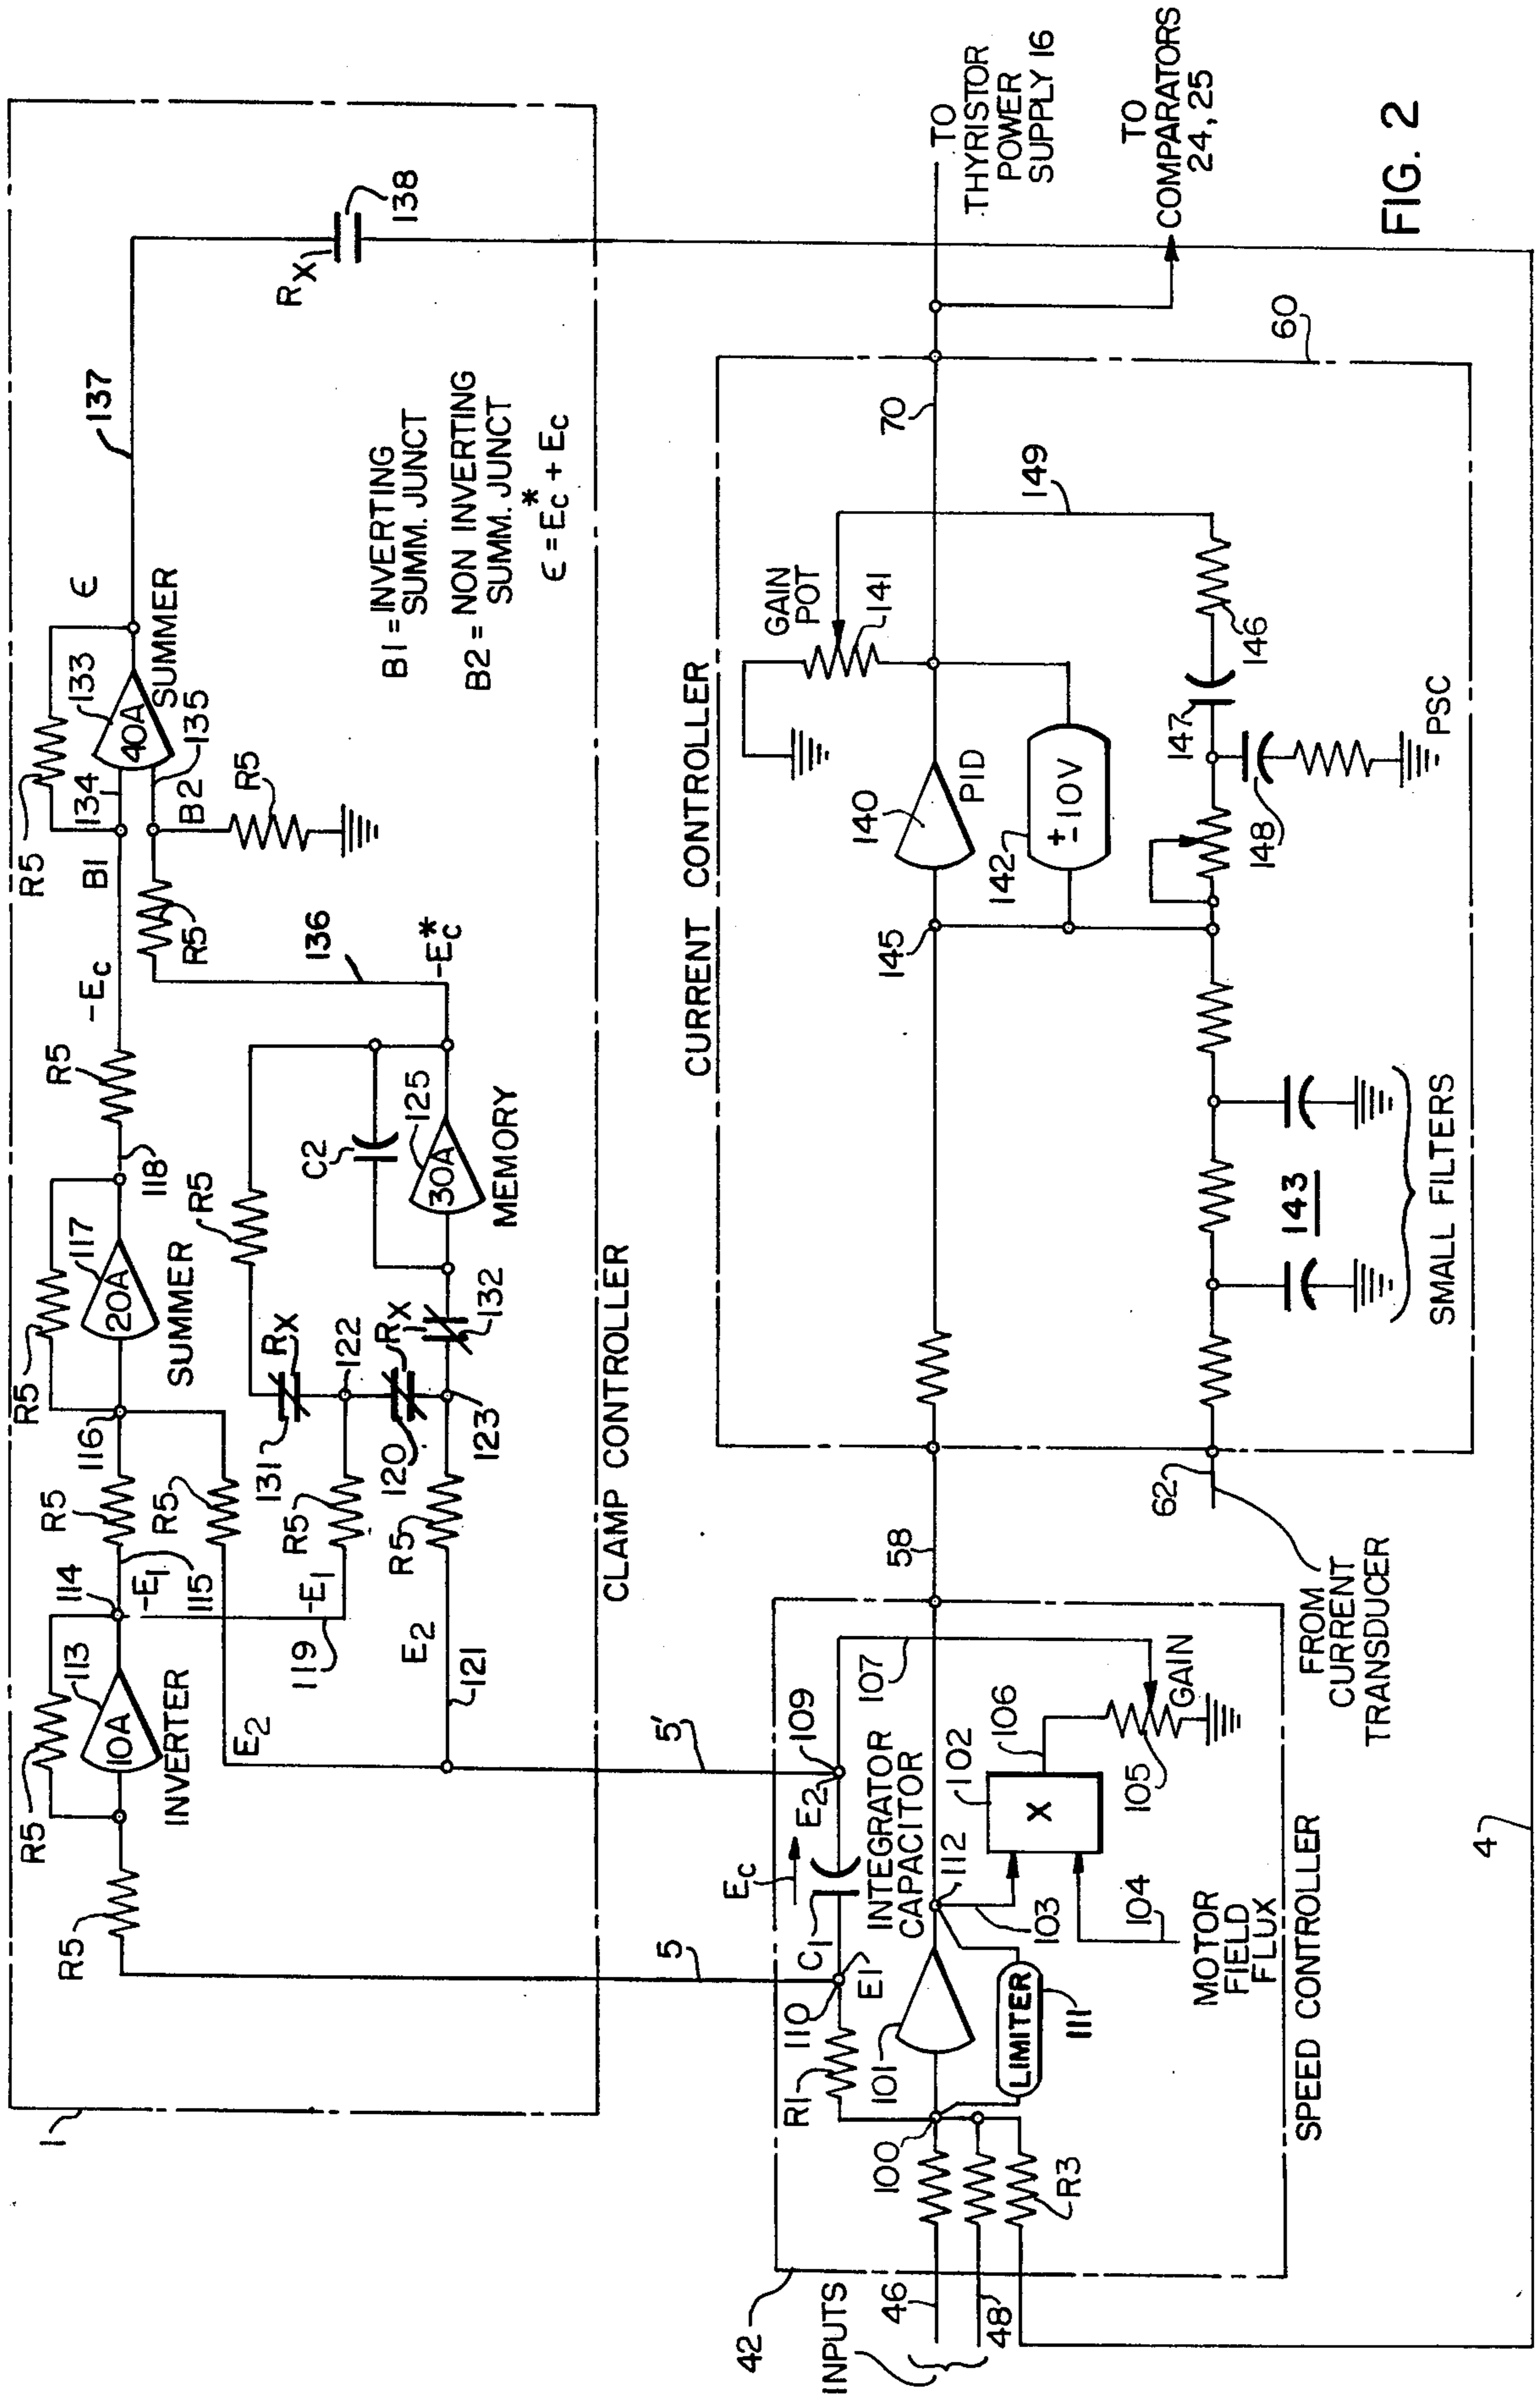 1
R5
R5
10A
113
INVERTER
114
-E1
115
R5
116
R5
20A
117
SUMMER
118
R5
-Ec
B1
R5
134
40A
133
SUMMER
135
B2
R5
ϵ
137
RX
138
E2
R5
119
-E1
R5
131
RX
122
120
RX
132
R5
C2
30A
125
MEMORY
-Ec*
136
R5
E2
121
R5
123
B1 = INVERTING
SUMM. JUNCT
B2 = NON INVERTING
SUMM. JUNCT
ϵ = Ec* + Ec
CLAMP CONTROLLER
5
5'
42
INPUTS
46
48
100
R3
R1
110
E1
C1
Ec
INTEGRATOR
CAPACITOR
E2
109
101
LIMITER
111
112
103
104
MOTOR
FIELD
FLUX
X
102
106
105
GAIN
107
SPEED CONTROLLER
58
62
FROM
CURRENT
TRANSDUCER
CURRENT CONTROLLER
145
140
PID
142
±10V
GAIN
POT
141
70
149
143
SMALL FILTERS
147
148
146
PSC
60
TO
THYRISTOR
POWER
SUPPLY 16
TO
COMPARATORS
24, 25
4
FIG. 2